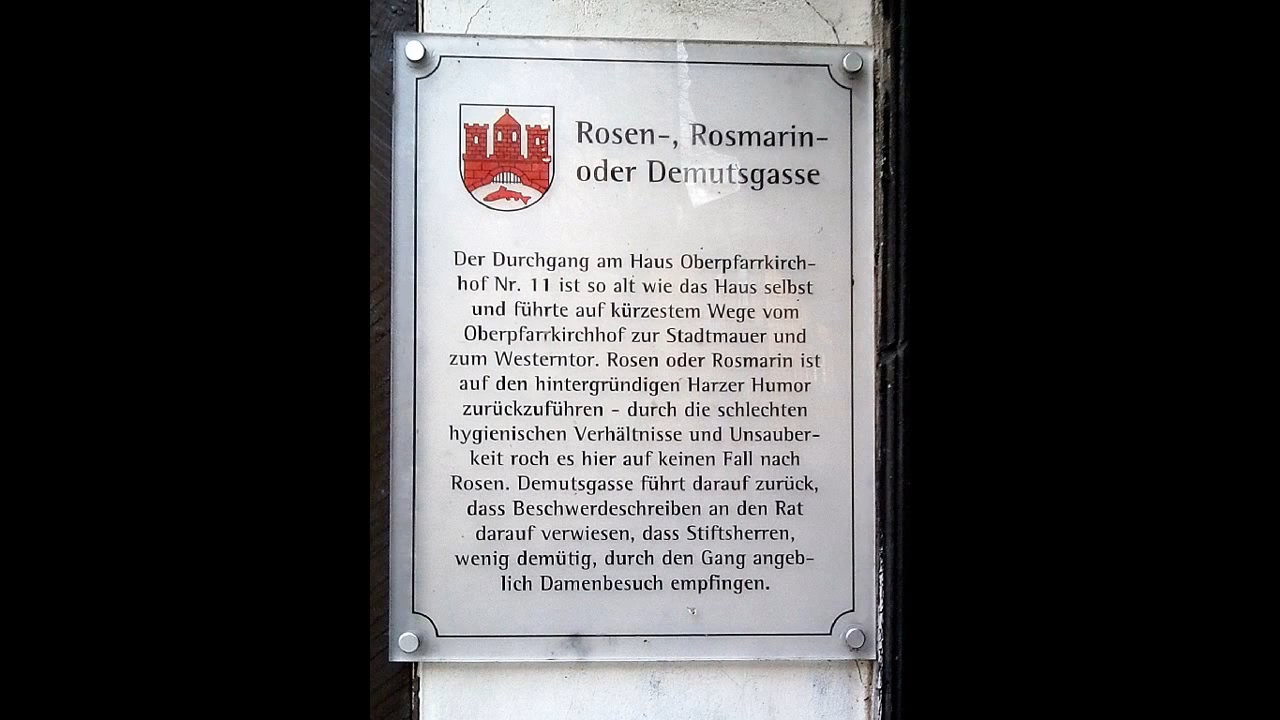 Rosen-, Rosmarin-
oder Demutsgasse
Der Durchgang am Haus Oberpfarrkirch-
hof Nr. 11 ist so alt wie das Haus selbst
und führte auf kürzestem Wege vom
Oberpfarrkirchhof zur Stadtmauer und
zum Westerntor. Rosen oder Rosmarin ist
auf den hintergründigen Harzer Humor
zurückzuführen - durch die schlechten
hygienischen Verhältnisse und Unsauber-
keit roch es hier auf keinen Fall nach
Rosen. Demutsgasse führt darauf zurück,
dass Beschwerdeschreiben an den Rat
darauf verwiesen, dass Stiftsherren,
wenig demütig, durch den Gang angeb-
lich Damenbesuch empfingen.